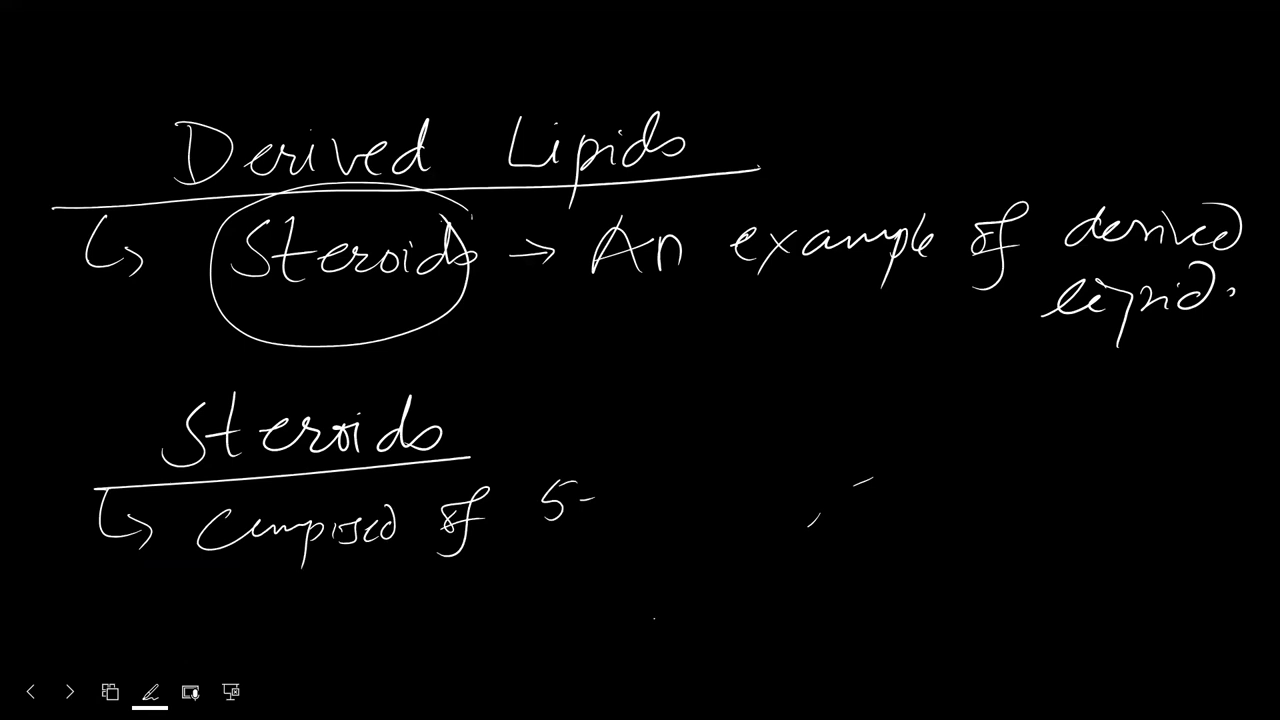 Derived Lipids
↳ Steroids → An example of derived
lipid.
Steroids
↳ Composed of 5-